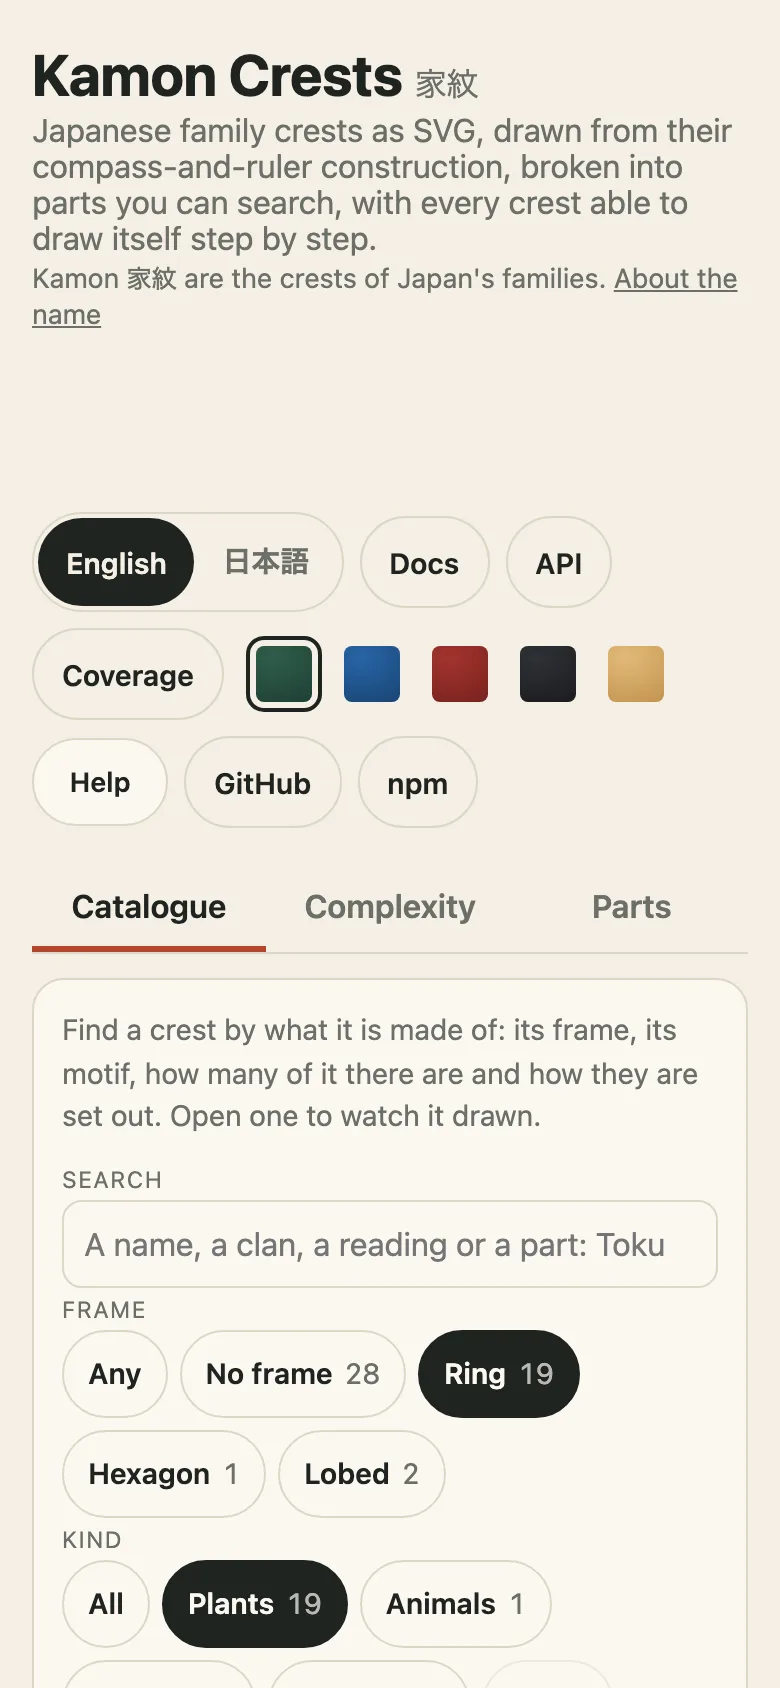 Kamon Crests 家紋
Japanese family crests as SVG, drawn from their
compass-and-ruler construction, broken into
parts you can search, with every crest able to
draw itself step by step.
Kamon 家紋 are the crests of Japan's families. About the
name
English 日本語 Docs API
Coverage
Help GitHub npm
Catalogue Complexity Parts
Find a crest by what it is made of: its frame, its
motif, how many of it there are and how they are
set out. Open one to watch it drawn.
SEARCH
A name, a clan, a reading or a part: Toku
FRAME
Any No frame 28 Ring 19
Hexagon 1 Lobed 2
KIND
All Plants 19 Animals 1